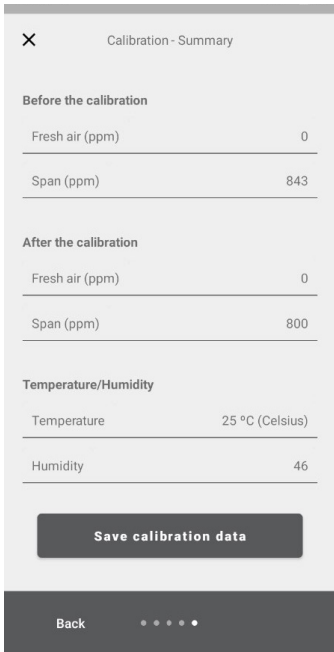 Calibration - Summary
Before the calibration
Fresh air (ppm) 0
Span (ppm) 843
After the calibration
Fresh air (ppm) 0
Span (ppm) 800
Temperature/Humidity
Temperature 25 ºC (Celsius)
Humidity 46
Save calibration data
Back